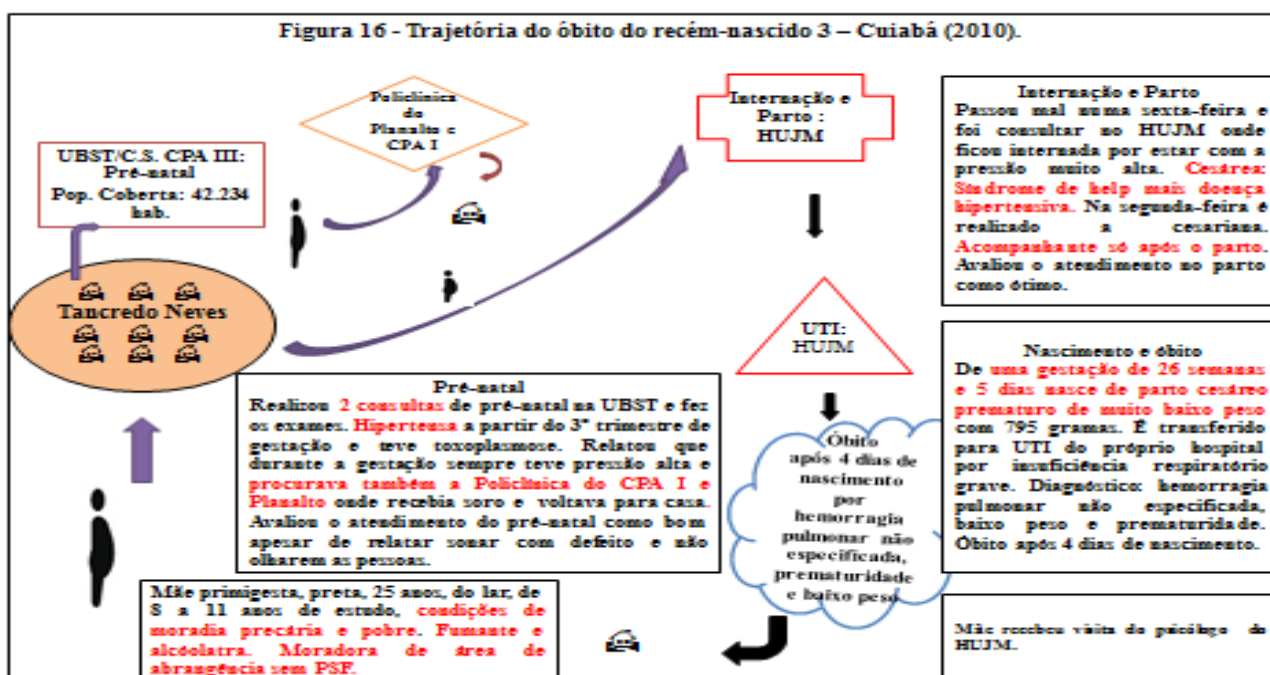 Figura 16 - Trajetória do óbito do recém-nascido 3 – Cuiabá (2010).
Policlínica
do
Planalto e
CPA I
Internação e
Parto :
HUJM
UBST/C.S. CPA III:
Pré-natal
Pop. Coberta: 42.234
hab.
Tancredo Neves
UTI:
HUJM
Internação e Parto
Passou mal numa sexta-feira e
foi consultar no HUJM onde
ficou internada por estar com a
pressão muito alta. Cesárea:
Síndrome de help mais doença
hipertensiva. Na segunda-feira é
realizado a cesariana.
Acompanhante só após o parto.
Avaliou o atendimento no parto
como ótimo.
Pré-natal
Realizou 2 consultas de pré-natal na UBST e fez
os exames. Hipertensa a partir do 3º trimestre de
gestação e teve toxoplasmose. Relatou que
durante a gestação sempre teve pressão alta e
procurava também a Policlínica do CPA I e
Planalto onde recebia soro e voltava para casa.
Avaliou o atendimento do pré-natal como bom
apesar de relatar sonar com defeito e não
olharem as pessoas.
Óbito
após 4 dias de
nascimento
por
hemorragia
pulmonar não
especificada,
prematuridade
e baixo peso
Nascimento e óbito
De uma gestação de 26 semanas
e 5 dias nasce de parto cesáreo
prematuro de muito baixo peso
com 795 gramas. É transferido
para UTI do próprio hospital
por insuficiência respiratório
grave. Diagnóstico: hemorragia
pulmonar não especificada,
baixo peso e prematuridade.
Óbito após 4 dias de nascimento.
Mãe primigesta, preta, 25 anos, do lar, de
8 a 11 anos de estudo, condições de
moradia precária e pobre. Fumante e
alcóolatra. Moradora de área de
abrangência sem PSF.
Mãe recebeu visita do psicólogo do
HUJM.